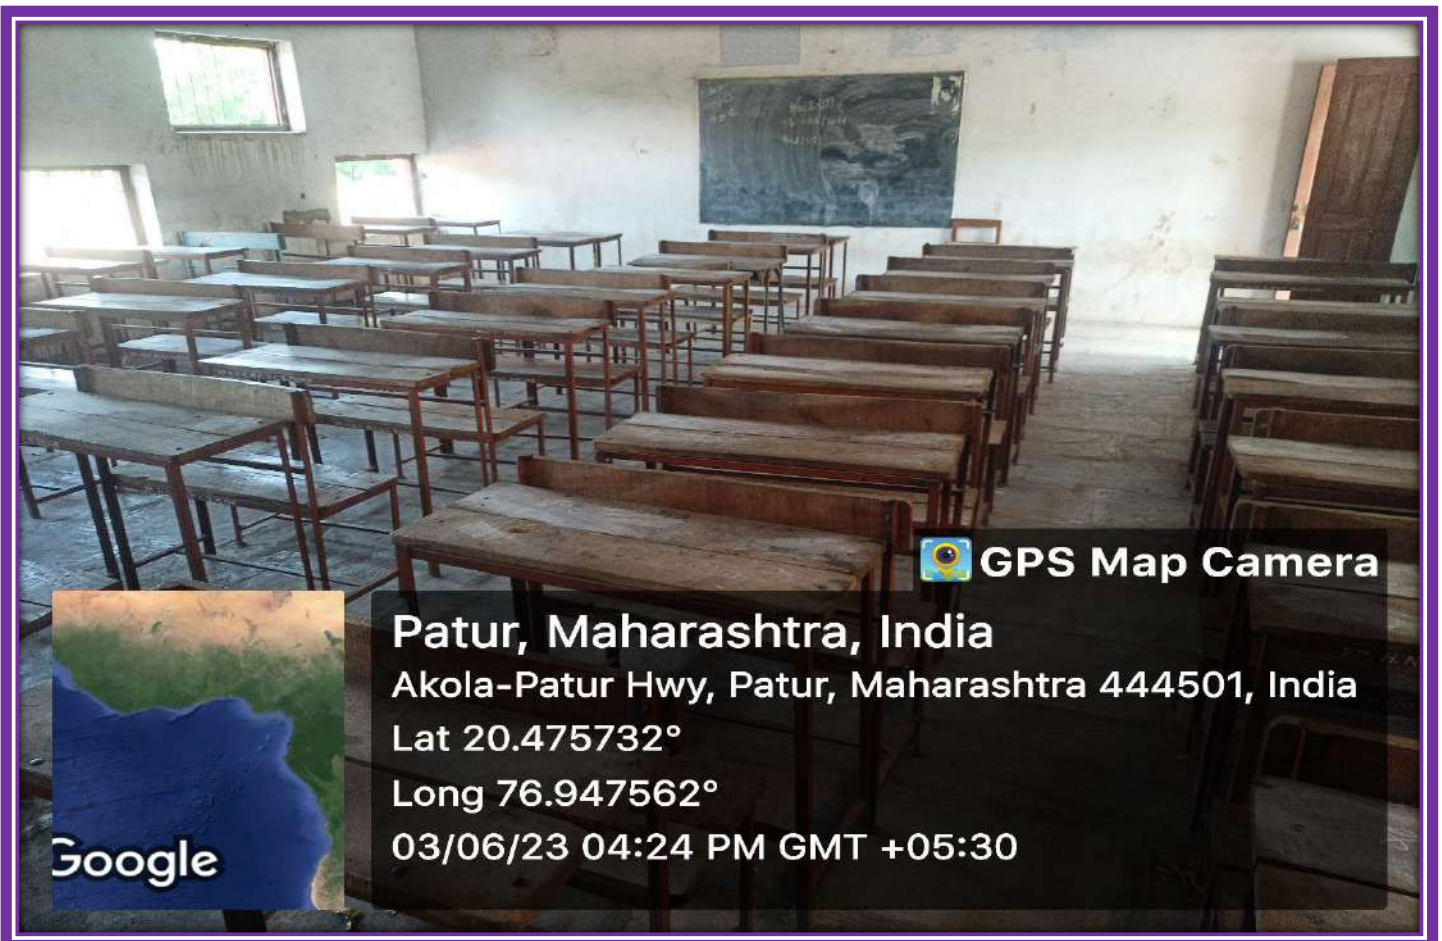 GPS Map Camera
Patur, Maharashtra, India
Akola-Patur Hwy, Patur, Maharashtra 444501, India
Lat 20.475732°
Long 76.947562°
03/06/23 04:24 PM GMT +05:30
Google